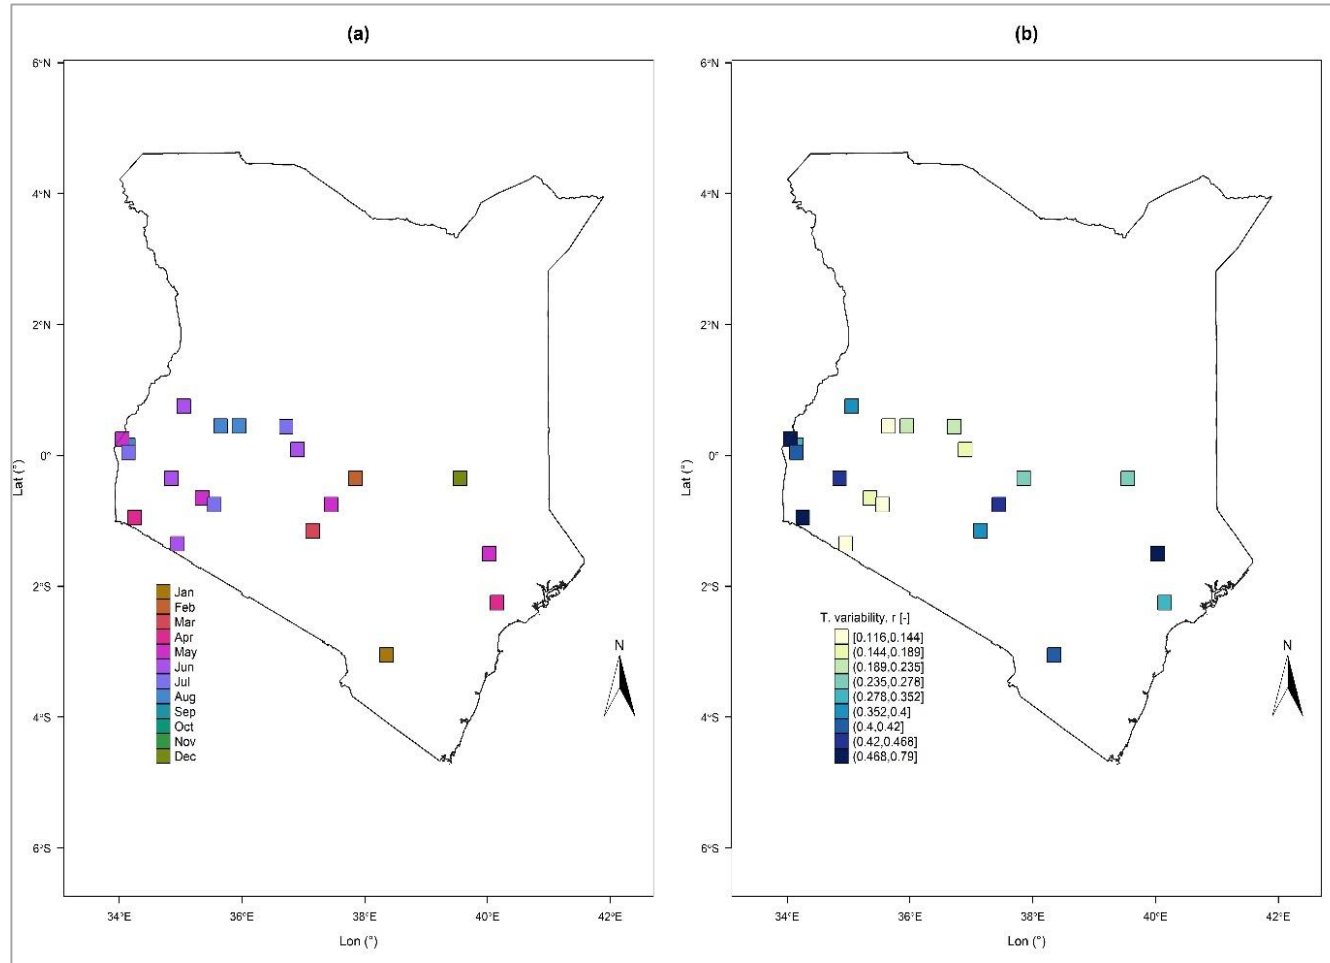 (a)
(b)
6°N
4°N
2°N
0°
2°S
4°S
6°S
Lat (°)
34°E
36°E
38°E
40°E
42°E
Lon (°)
Jan
Feb
Mar
Apr
May
Jun
Jul
Aug
Sep
Oct
Nov
Dec
N
6°N
4°N
2°N
0°
2°S
4°S
6°S
Lat (°)
34°E
36°E
38°E
40°E
42°E
Lon (°)
T. variability. r [-]
[0.116,0.144]
(0.144,0.189]
(0.189,0.235]
(0.235,0.278]
(0.278,0.352]
(0.352,0.4]
(0.4,0.42]
(0.42,0.468]
(0.468,0.79]
N